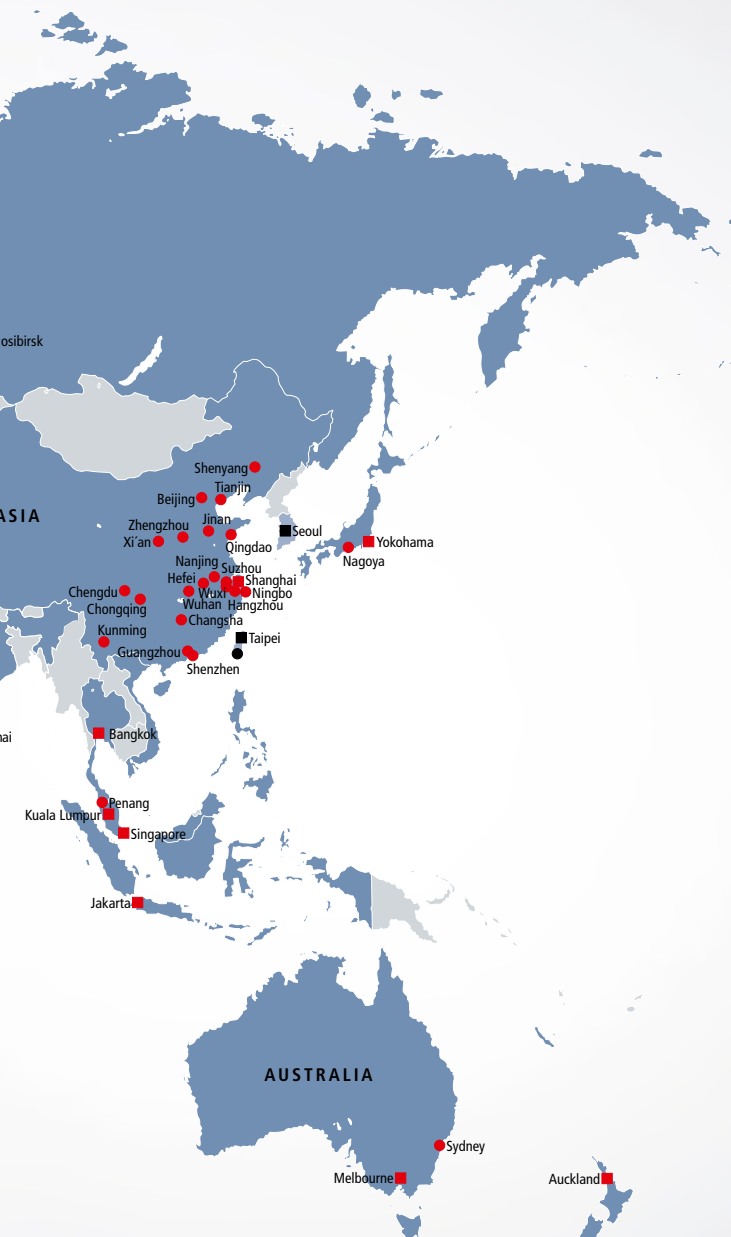 osibirsk
Shenyang
Tianjin
Beijing
ASIA
Jinan
Zhengzhou
Seoul
Xi´an
Yokohama
Qingdao
Nagoya
Nanjing
Suzhou
Hefei
Shanghai
Chengdu
Wuxi
Ningbo
Chongqing
Wuhan
Hangzhou
Changsha
Kunming
Taipei
Guangzhou
Shenzhen
Bangkok
nai
Penang
Kuala Lumpur
Singapore
Jakarta
AUSTRALIA
Sydney
Melbourne
Auckland